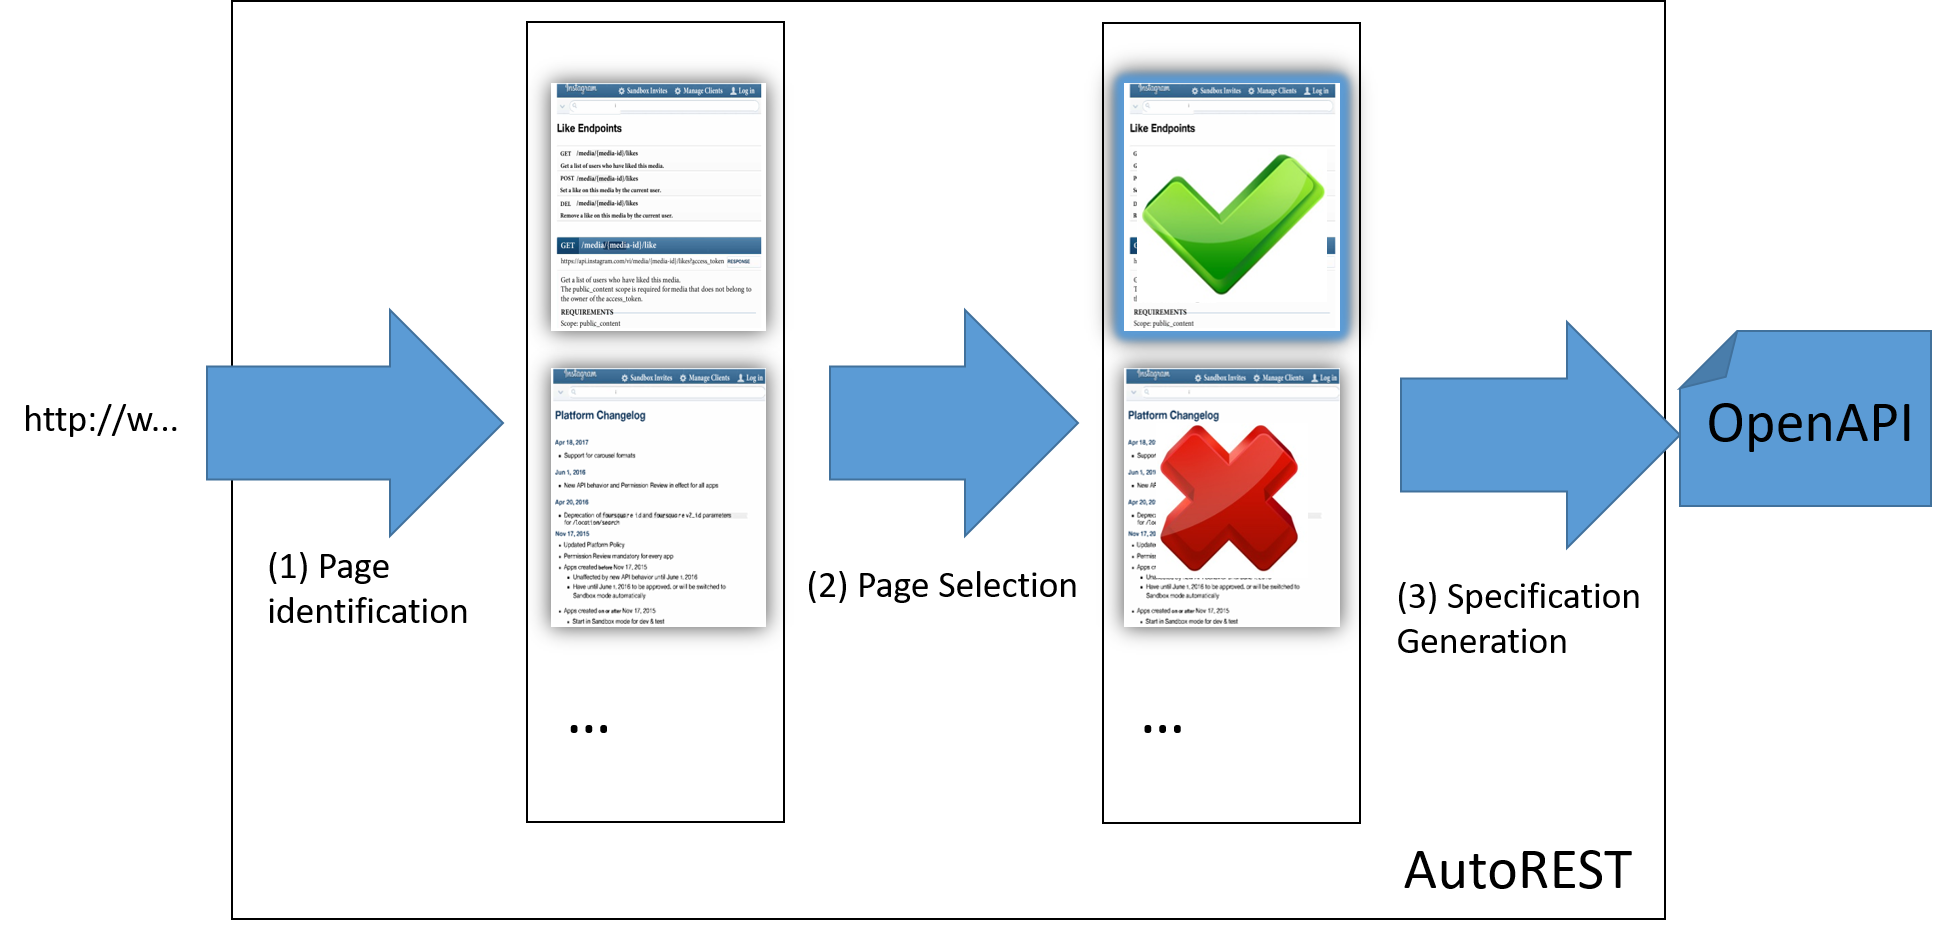 http://w...
(1) Page
identification
Instagram
Sandbox Invites Manage Clients Log in
Like Endpoints
GET /media/{media-id}/likes
Get a list of users who have liked this media.
POST /media/{media-id}/likes
Set a like on this media by the current user.
DEL /media/{media-id}/likes
Remove a like on this media by the current user.
GET /media/{media-id}/like
https://api.instagram.com/vi/media/{media-id}/likes?access_token RESPONSE
Get a list of users who have liked this media.
The public_content scope is required for media that does not belong to
the owner of the access_token.
REQUIREMENTS
Scope: public_content
Instagram
Sandbox Invites Manage Clients Log in
Platform Changelog
Apr 18, 2017
• Support for carousel formats
Jun 1, 2016
• New API behavior and Permission Review in effect for all apps
Apr 20, 2016
• Deprecation of foursquare id and foursquare v2_id parameters
for /location/search
Nov 17, 2015
• Updated Platform Policy
• Permission Review mandatory for every app
• Apps created before Nov 17, 2015
• Unaffected by new API behavior until June 1, 2016
• Have until June 1, 2016 to be approved, or will be switched to
Sandbox mode automatically
• Apps created on or after Nov 17, 2015
• Start in Sandbox mode for dev & test
...
(2) Page Selection
Instagram
Sandbox Invites Manage Clients Log in
Like Endpoints
REQUIREMENTS
Scope: public_content
Instagram
Sandbox Invites Manage Clients Log in
Platform Changelog
Apr 18, 20
• Suppor
Jun 1, 201
• New AF
Apr 20, 20
• Deprec
for /loc
Nov 17, 20
• Update
• Permis
• Apps cr
• Have until June 1, 2016 to be approved, or will be switched to
Sandbox mode automatically
• Apps created on or after Nov 17, 2015
• Start in Sandbox mode for dev & test
...
(3) Specification
Generation
OpenAPI
AutoREST